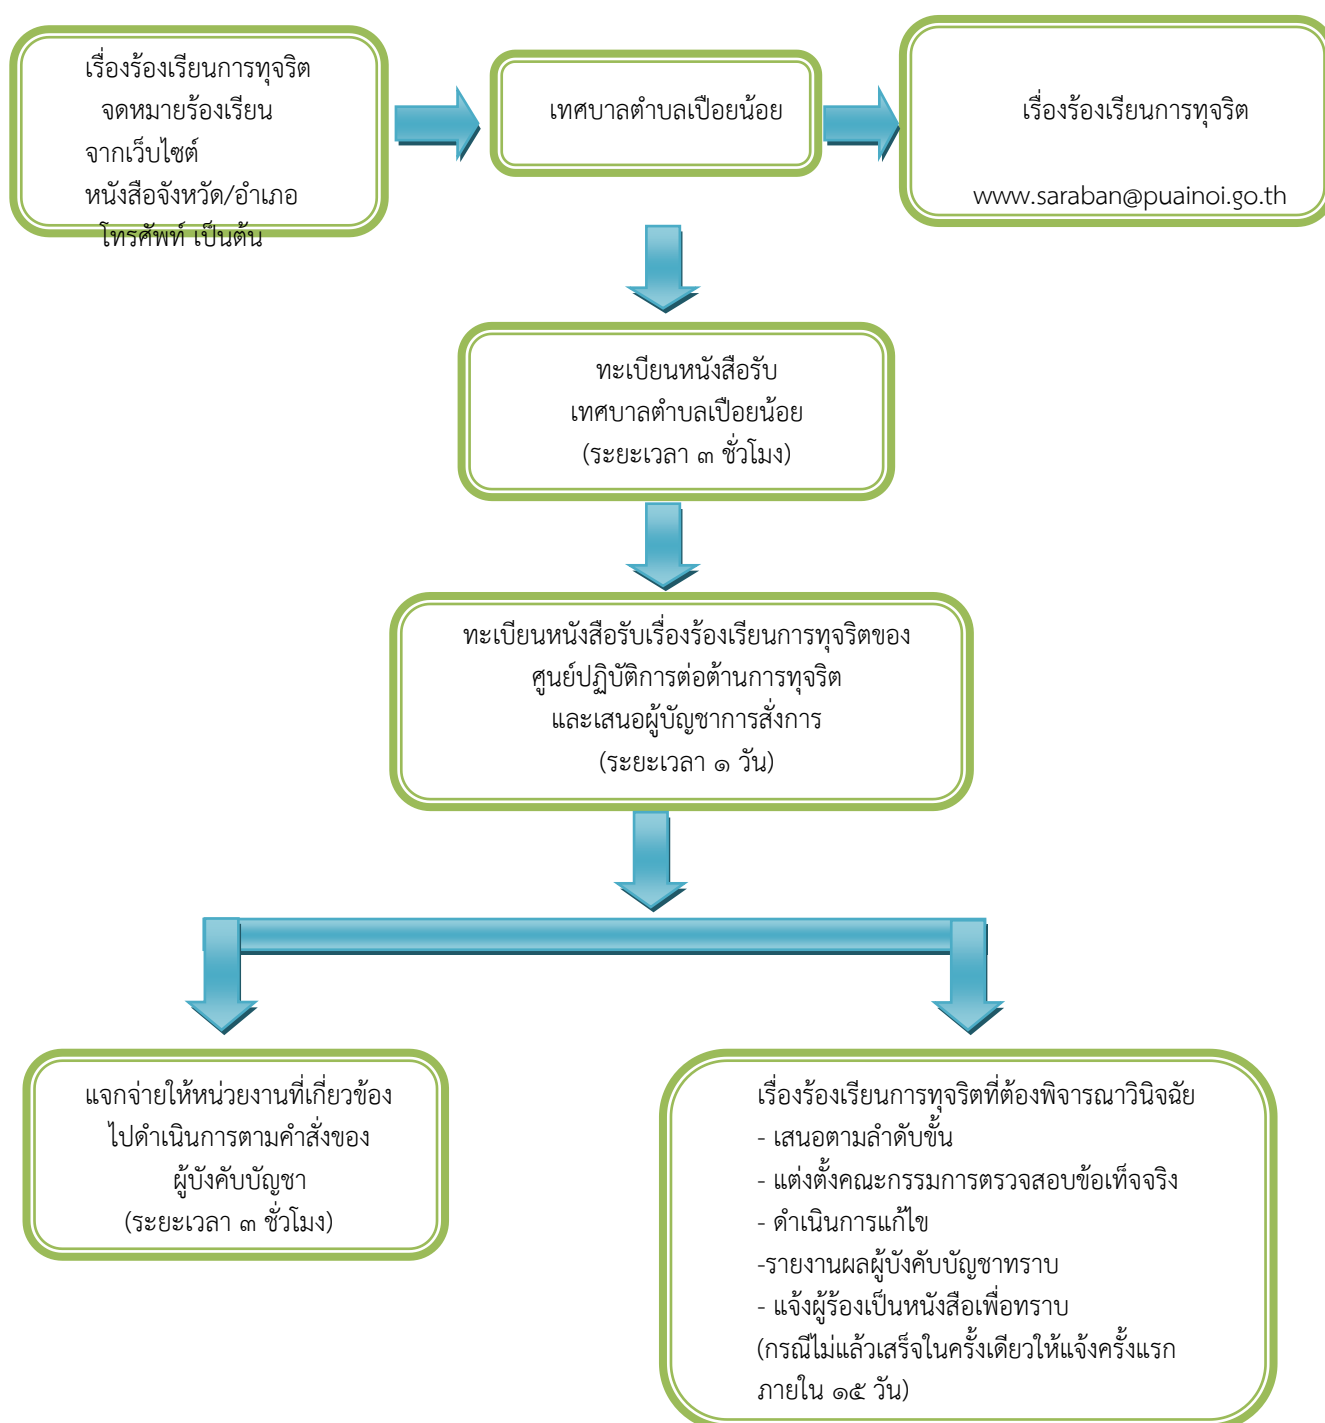 เรื่องร้องเรียนการทุจริต
จดหมายร้องเรียน
จากเว็บไซต์
หนังสือจังหวัด/อำเภอ
โทรศัพท์ เป็นต้น
เทศบาลตำบลเปือยน้อย
เรื่องร้องเรียนการทุจริต
www.saraban@puainoi.go.th
ทะเบียนหนังสือรับ
เทศบาลตำบลเปือยน้อย
(ระยะเวลา ๓ ชั่วโมง)
ทะเบียนหนังสือรับเรื่องร้องเรียนการทุจริตของ
ศูนย์ปฏิบัติการต่อต้านการทุจริต
และเสนอผู้บัญชาการสั่งการ
(ระยะเวลา ๑ วัน)
แจกจ่ายให้หน่วยงานที่เกี่ยวข้อง
ไปดำเนินการตามคำสั่งของ
ผู้บังคับบัญชา
(ระยะเวลา ๓ ชั่วโมง)
เรื่องร้องเรียนการทุจริตที่ต้องพิจารณาวินิจฉัย
- เสนอตามลำดับขั้น
- แต่งตั้งคณะกรรมการตรวจสอบข้อเท็จจริง
- ดำเนินการแก้ไข
-รายงานผลผู้บังคับบัญชาทราบ
- แจ้งผู้ร้องเป็นหนังสือเพื่อทราบ
(กรณีไม่แล้วเสร็จในครั้งเดียวให้แจ้งครั้งแรก
ภายใน ๑๕ วัน)